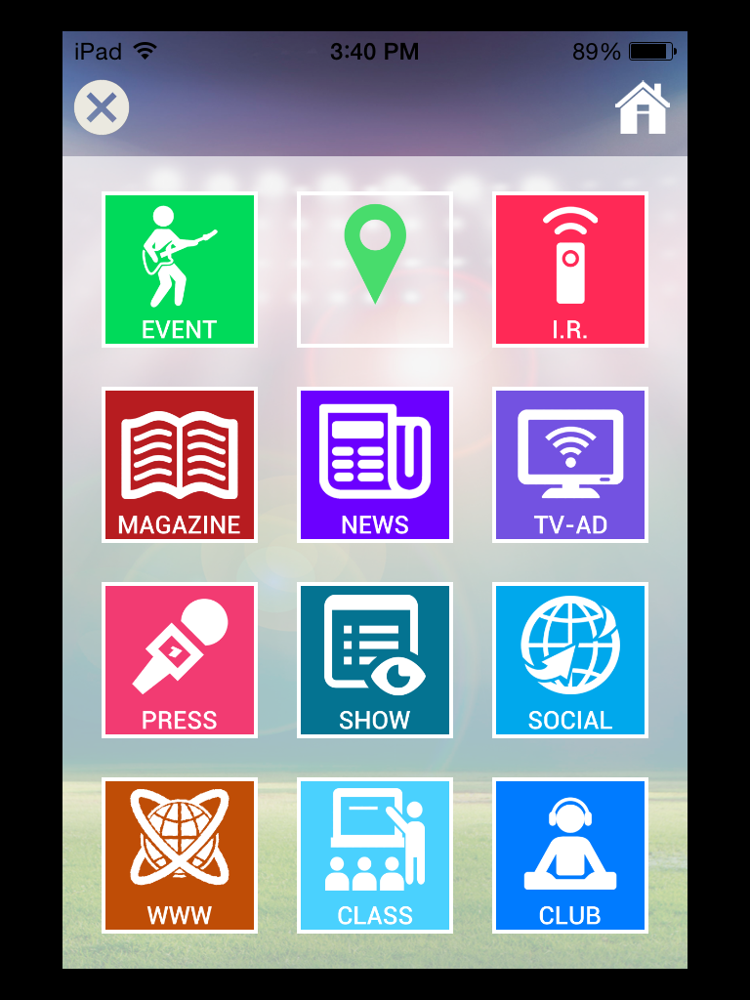 iPad 3:40 PM 89%
EVENT I.R.
MAGAZINE NEWS TV-AD
PRESS SHOW SOCIAL
WWW CLASS CLUB